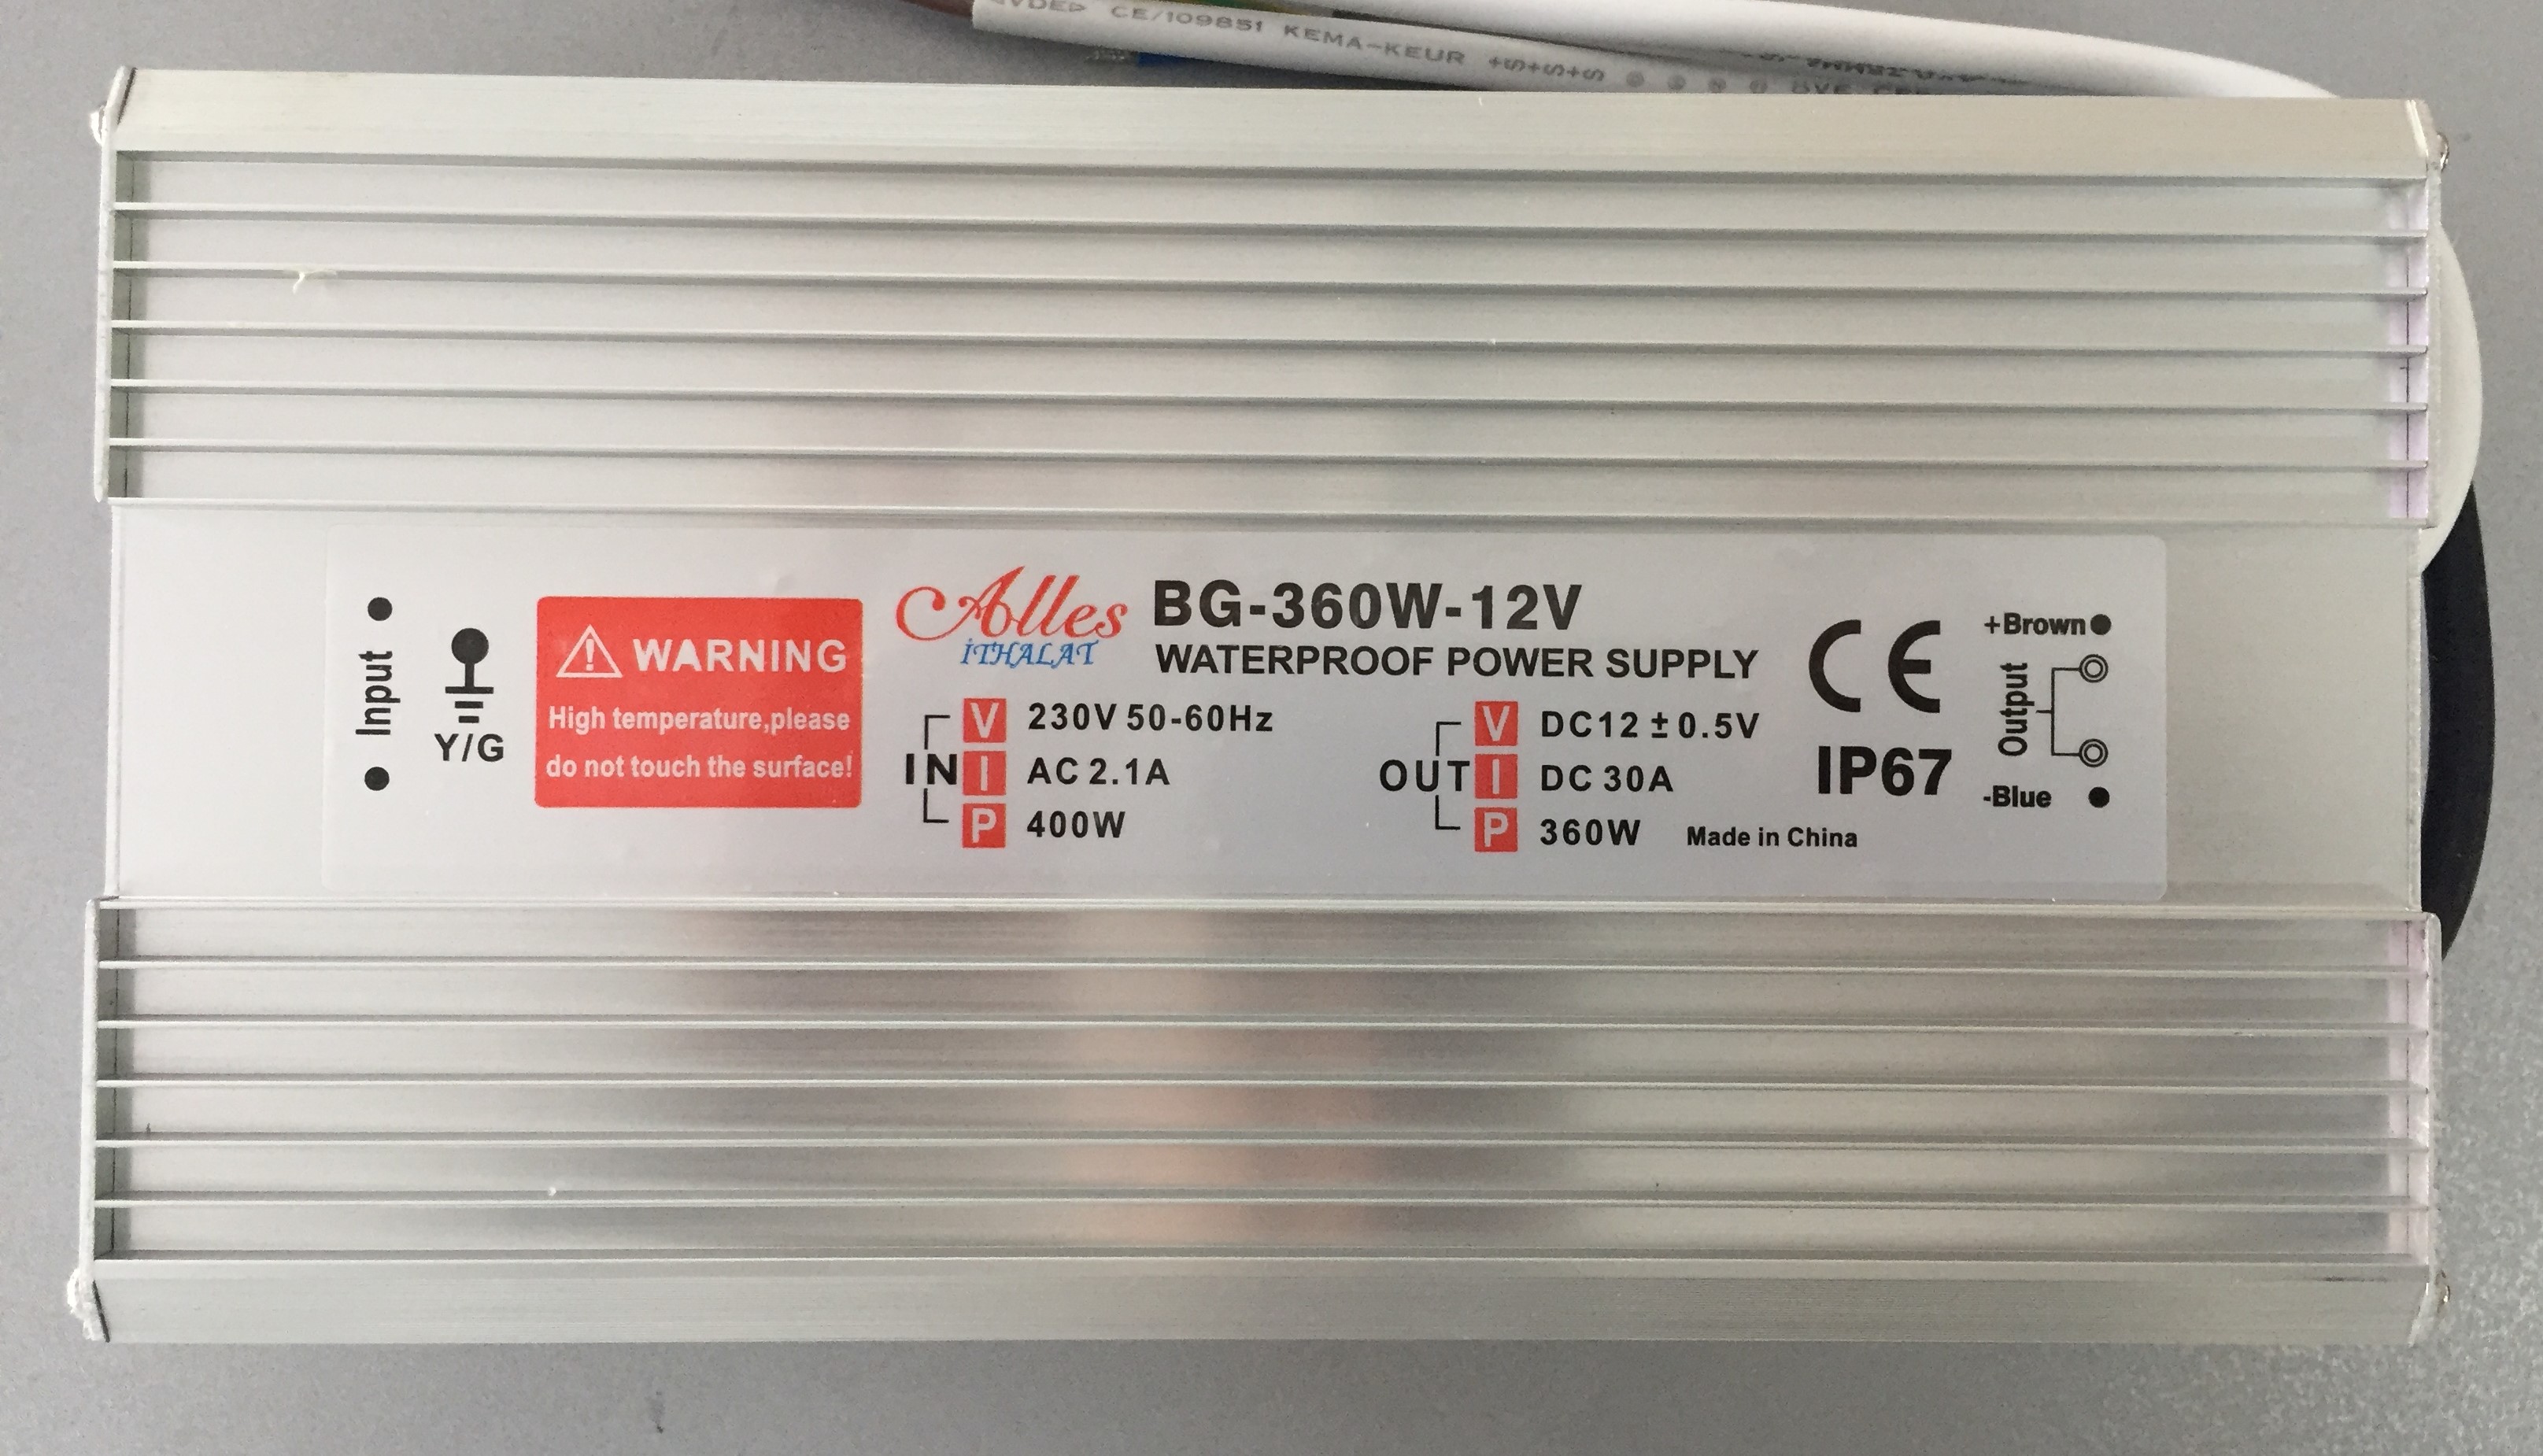 CE/109851 KEMA-KEUR
Input
Y/G
WARNING
High temperature,please
do not touch the surface!
Alles
İTHALAT
BG-360W-12V
WATERPROOF POWER SUPPLY
IN
V 230V 50-60Hz
I AC 2.1A
P 400W
OUT
V DC12 ± 0.5V
I DC 30A
P 360W
Made in China
CE
IP67
+Brown
Output
-Blue